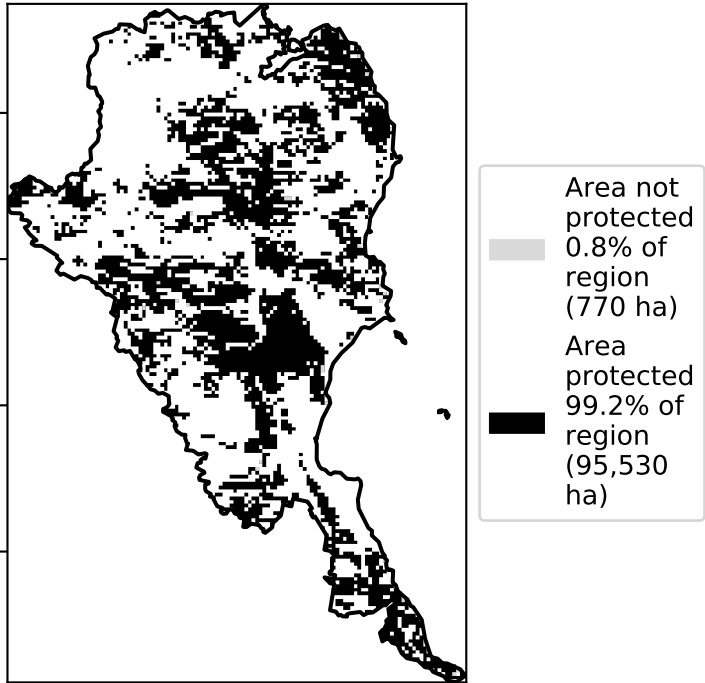 Area not
protected
0.8% of
region
(770 ha)
Area
protected
99.2% of
region
(95,530
ha)